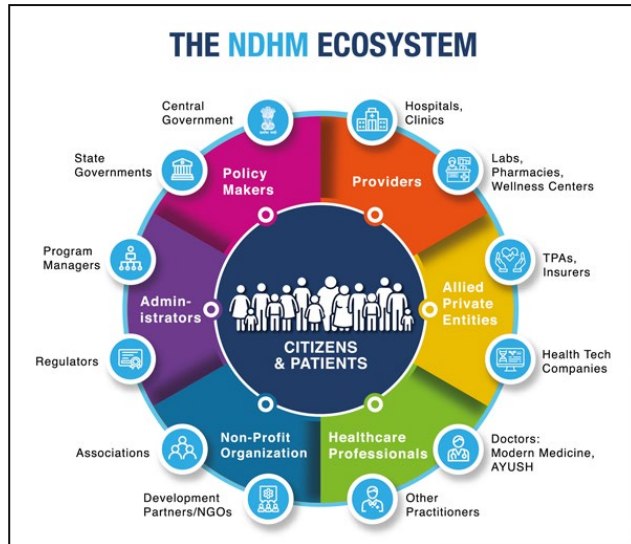 THE NDHM ECOSYSTEM
Central
Government
Hospitals,
Clinics
State
Governments
Policy
Makers
Providers
Labs,
Pharmacies,
Wellness Centers
Program
Managers
Admin-
istrators
Allied
Private
Entities
TPAs,
Insurers
CITIZENS
& PATIENTS
Regulators
Health Tech
Companies
Associations
Non-Profit
Organization
Healthcare
Professionals
Doctors:
Modern Medicine,
AYUSH
Development
Partners/NGOs
Other
Practitioners